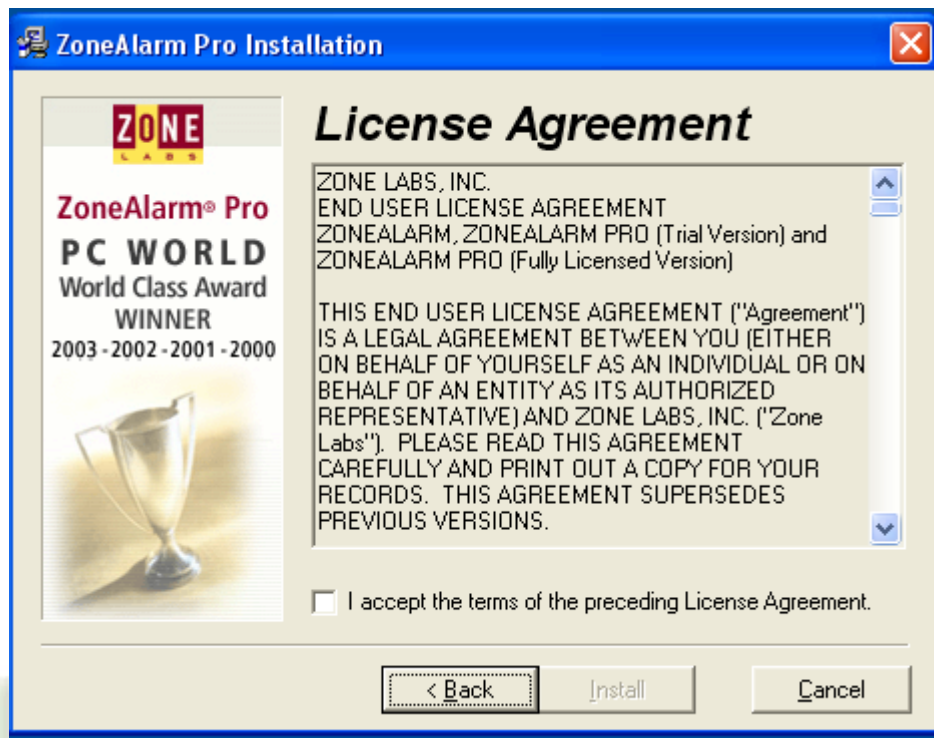 ZoneAlarm Pro Installation
ZONE
LABS
ZoneAlarm® Pro
PC WORLD
World Class Award
WINNER
2003 - 2002 - 2001 - 2000
License Agreement
ZONE LABS, INC.
END USER LICENSE AGREEMENT
ZONEALARM, ZONEALARM PRO (Trial Version) and
ZONEALARM PRO (Fully Licensed Version)
THIS END USER LICENSE AGREEMENT ("Agreement")
IS A LEGAL AGREEMENT BETWEEN YOU (EITHER
ON BEHALF OF YOURSELF AS AN INDIVIDUAL OR ON
BEHALF OF AN ENTITY AS ITS AUTHORIZED
REPRESENTATIVE) AND ZONE LABS, INC. ("Zone
Labs").  PLEASE READ THIS AGREEMENT
CAREFULLY AND PRINT OUT A COPY FOR YOUR
RECORDS.  THIS AGREEMENT SUPERSEDES
PREVIOUS VERSIONS.
I accept the terms of the preceding License Agreement.
< Back
Install
Cancel